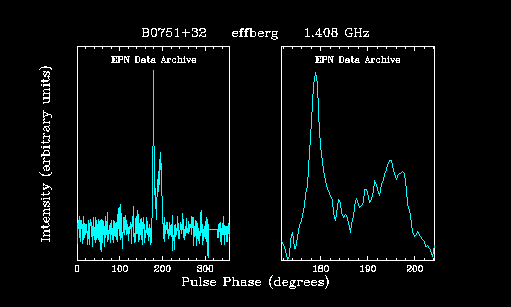 B0751+32 effberg 1.408 GHz
EPN Data Archive EPN Data Archive
Intensity (arbitrary units)
0 100 200 300 180 190 200
Pulse Phase (degrees)